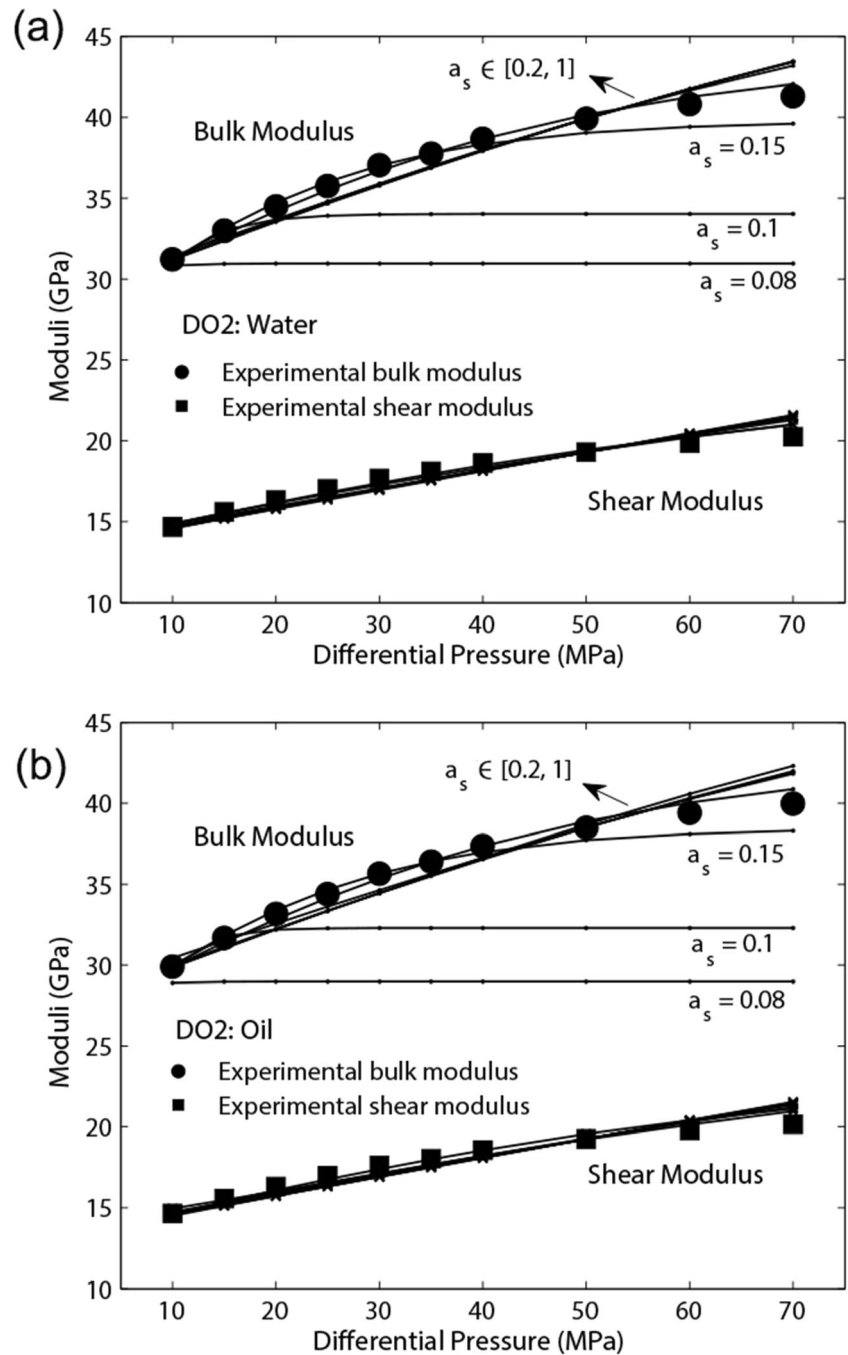 (a)
45
40
35
30
25
20
15
10
Moduli (GPa)
a_s ∈ [0.2, 1]
Bulk Modulus
a_s = 0.15
a_s = 0.1
a_s = 0.08
DO2: Water
Experimental bulk modulus
Experimental shear modulus
Shear Modulus
10 20 30 40 50 60 70
Differential Pressure (MPa)
(b)
45
40
35
30
25
20
15
10
Moduli (GPa)
a_s ∈ [0.2, 1]
Bulk Modulus
a_s = 0.15
a_s = 0.1
a_s = 0.08
DO2: Oil
Experimental bulk modulus
Experimental shear modulus
Shear Modulus
10 20 30 40 50 60 70
Differential Pressure (MPa)